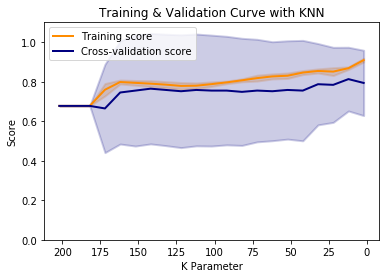 Training & Validation Curve with KNN
Training score
Cross-validation score
Score
1.0
0.8
0.6
0.4
0.2
0.0
200 175 150 125 100 75 50 25 0
K Parameter